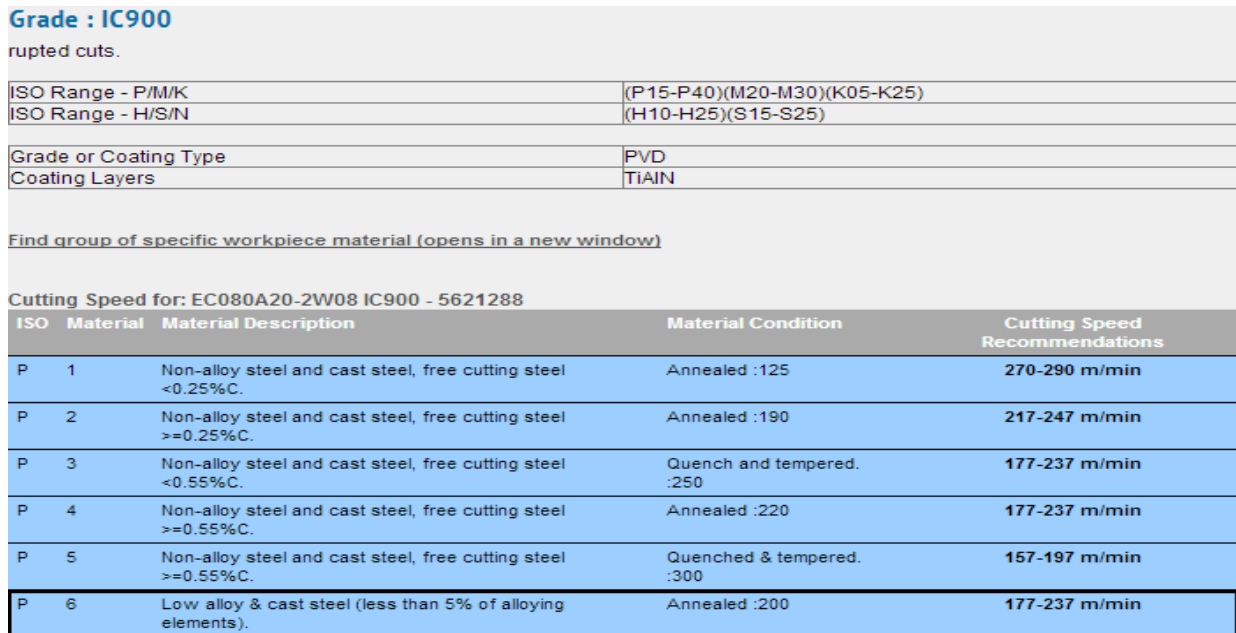 Grade : IC900
rupted cuts.
ISO Range - P/M/K (P15-P40)(M20-M30)(K05-K25)
ISO Range - H/S/N (H10-H25)(S15-S25)
Grade or Coating Type PVD
Coating Layers TiAlN
Find group of specific workpiece material (opens in a new window)
Cutting Speed for: EC080A20-2W08 IC900 - 5621288
ISO Material Material Description Material Condition Cutting Speed
Recommendations
P 1 Non-alloy steel and cast steel, free cutting steel Annealed :125 270-290 m/min
<0.25%C.
P 2 Non-alloy steel and cast steel, free cutting steel Annealed :190 217-247 m/min
>=0.25%C.
P 3 Non-alloy steel and cast steel, free cutting steel Quench and tempered. 177-237 m/min
<0.55%C. :250
P 4 Non-alloy steel and cast steel, free cutting steel Annealed :220 177-237 m/min
>=0.55%C.
P 5 Non-alloy steel and cast steel, free cutting steel Quenched & tempered. 157-197 m/min
>=0.55%C. :300
P 6 Low alloy & cast steel (less than 5% of alloying Annealed :200 177-237 m/min
elements).